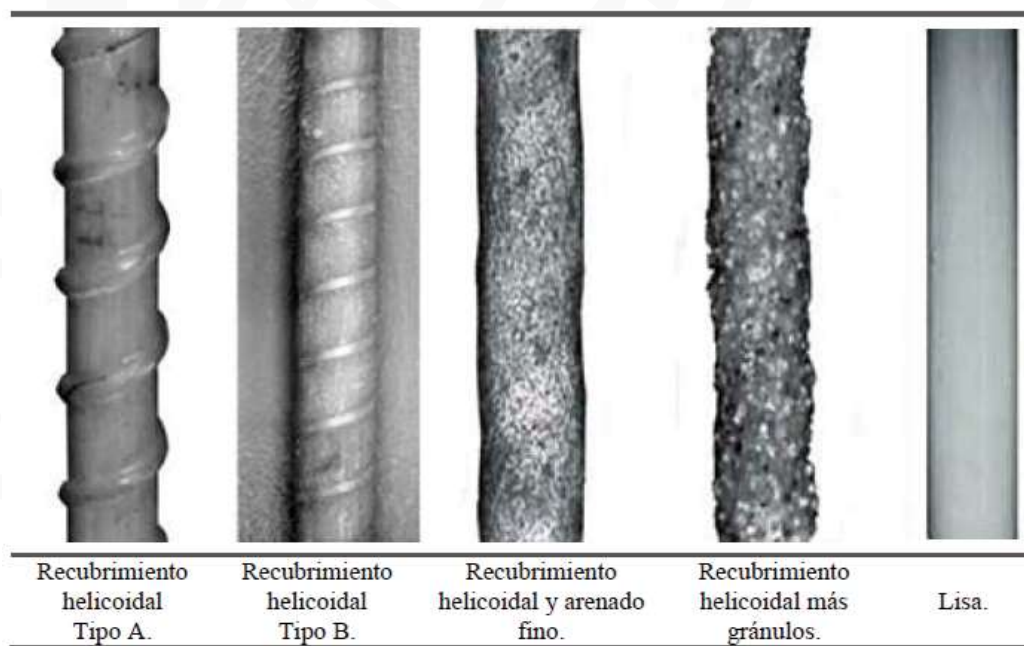 Recubrimiento
helicoidal
Tipo A.
Recubrimiento
helicoidal
Tipo B.
Recubrimiento
helicoidal y arenado
fino.
Recubrimiento
helicoidal más
gránulos.
Lisa.